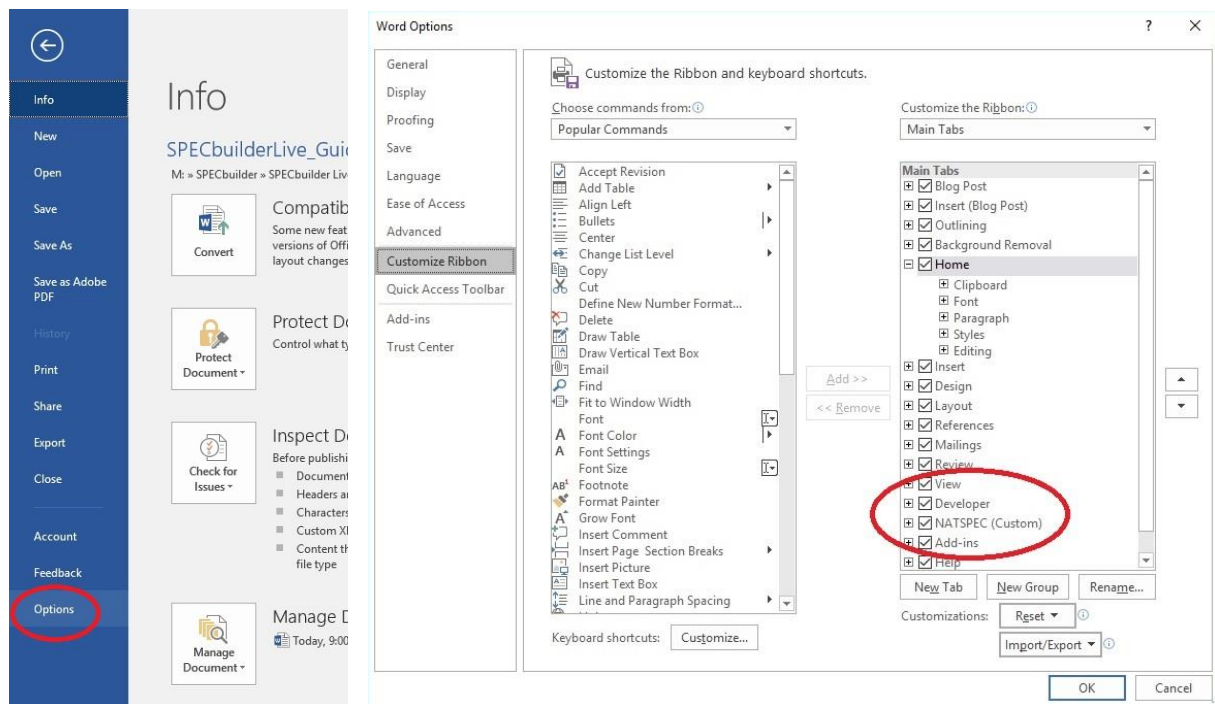 Info
New
Open
Save
Save As
Save as Adobe
PDF
History
Print
Share
Export
Close
Account
Feedback
Options
Info
SPECbuilderLive_Gui
M: » SPECbuilder » SPECbuilder Liv
Convert
Compatib
Some new feat
versions of Offi
layout changes
Protect
Document
Protect Do
Control what ty
Check for
Issues
Inspect D
Before publishi
Document
Headers a
Characters
Custom X
Content th
file type
Manage
Document
Manage D
Today, 9:00
Word Options
? ×
General
Display
Proofing
Save
Language
Ease of Access
Advanced
Customize Ribbon
Quick Access Toolbar
Add-ins
Trust Center
Customize the Ribbon and keyboard shortcuts.
Choose commands from:
Popular Commands
Accept Revision
Add Table
Align Left
Bullets
Center
Change List Level
Copy
Cut
Define New Number Format...
Delete
Draw Table
Draw Vertical Text Box
Email
Find
Fit to Window Width
Font
Font Color
Font Settings
Font Size
Footnote
Format Painter
Grow Font
Insert Comment
Insert Page Section Breaks
Insert Picture
Insert Text Box
Line and Paragraph Spacing
Keyboard shortcuts: Customize...
Add >>
<< Remove
Customize the Ribbon:
Main Tabs
Main Tabs
Blog Post
Insert (Blog Post)
Outlining
Background Removal
Home
Clipboard
Font
Paragraph
Styles
Editing
Insert
Design
Layout
References
Mailings
Review
View
Developer
NATSPEC (Custom)
Add-ins
Help
New Tab New Group Rename...
Customizations: Reset
Import/Export
OK Cancel